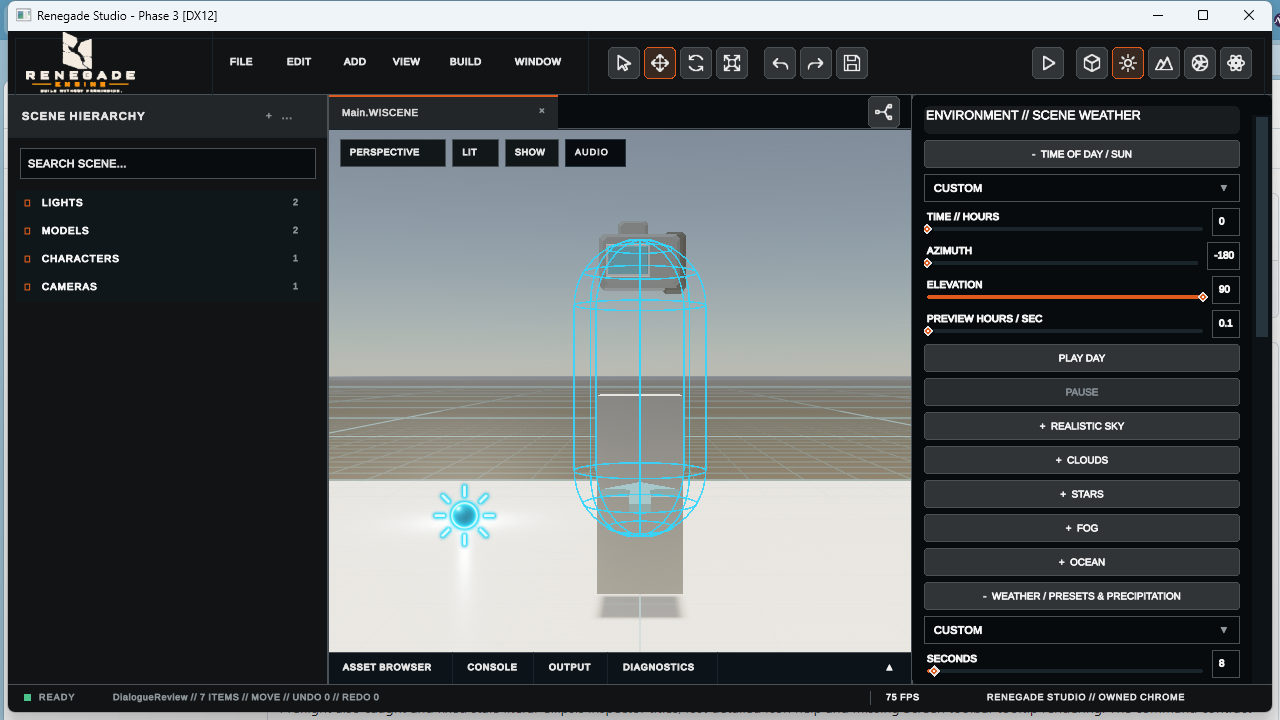 Renegade Studio - Phase 3 [DX12]
RENEGADE
ENGINE
BUILD WITHOUT PERMISSION.
FILE EDIT ADD VIEW BUILD WINDOW
SCENE HIERARCHY + ...
SEARCH SCENE...
LIGHTS 2
MODELS 2
CHARACTERS 1
CAMERAS 1
Main.WISCENE ×
PERSPECTIVE LIT SHOW AUDIO
ENVIRONMENT // SCENE WEATHER
- TIME OF DAY / SUN
CUSTOM ▼
TIME // HOURS 0
AZIMUTH -180
ELEVATION 90
PREVIEW HOURS / SEC 0.1
PLAY DAY
PAUSE
+ REALISTIC SKY
+ CLOUDS
+ STARS
+ FOG
+ OCEAN
- WEATHER / PRESETS & PRECIPITATION
CUSTOM ▼
SECONDS 8
ASSET BROWSER CONSOLE OUTPUT DIAGNOSTICS ▲
READY DialogueReview // 7 ITEMS // MOVE // UNDO 0 // REDO 0 75 FPS RENEGADE STUDIO // OWNED CHROME